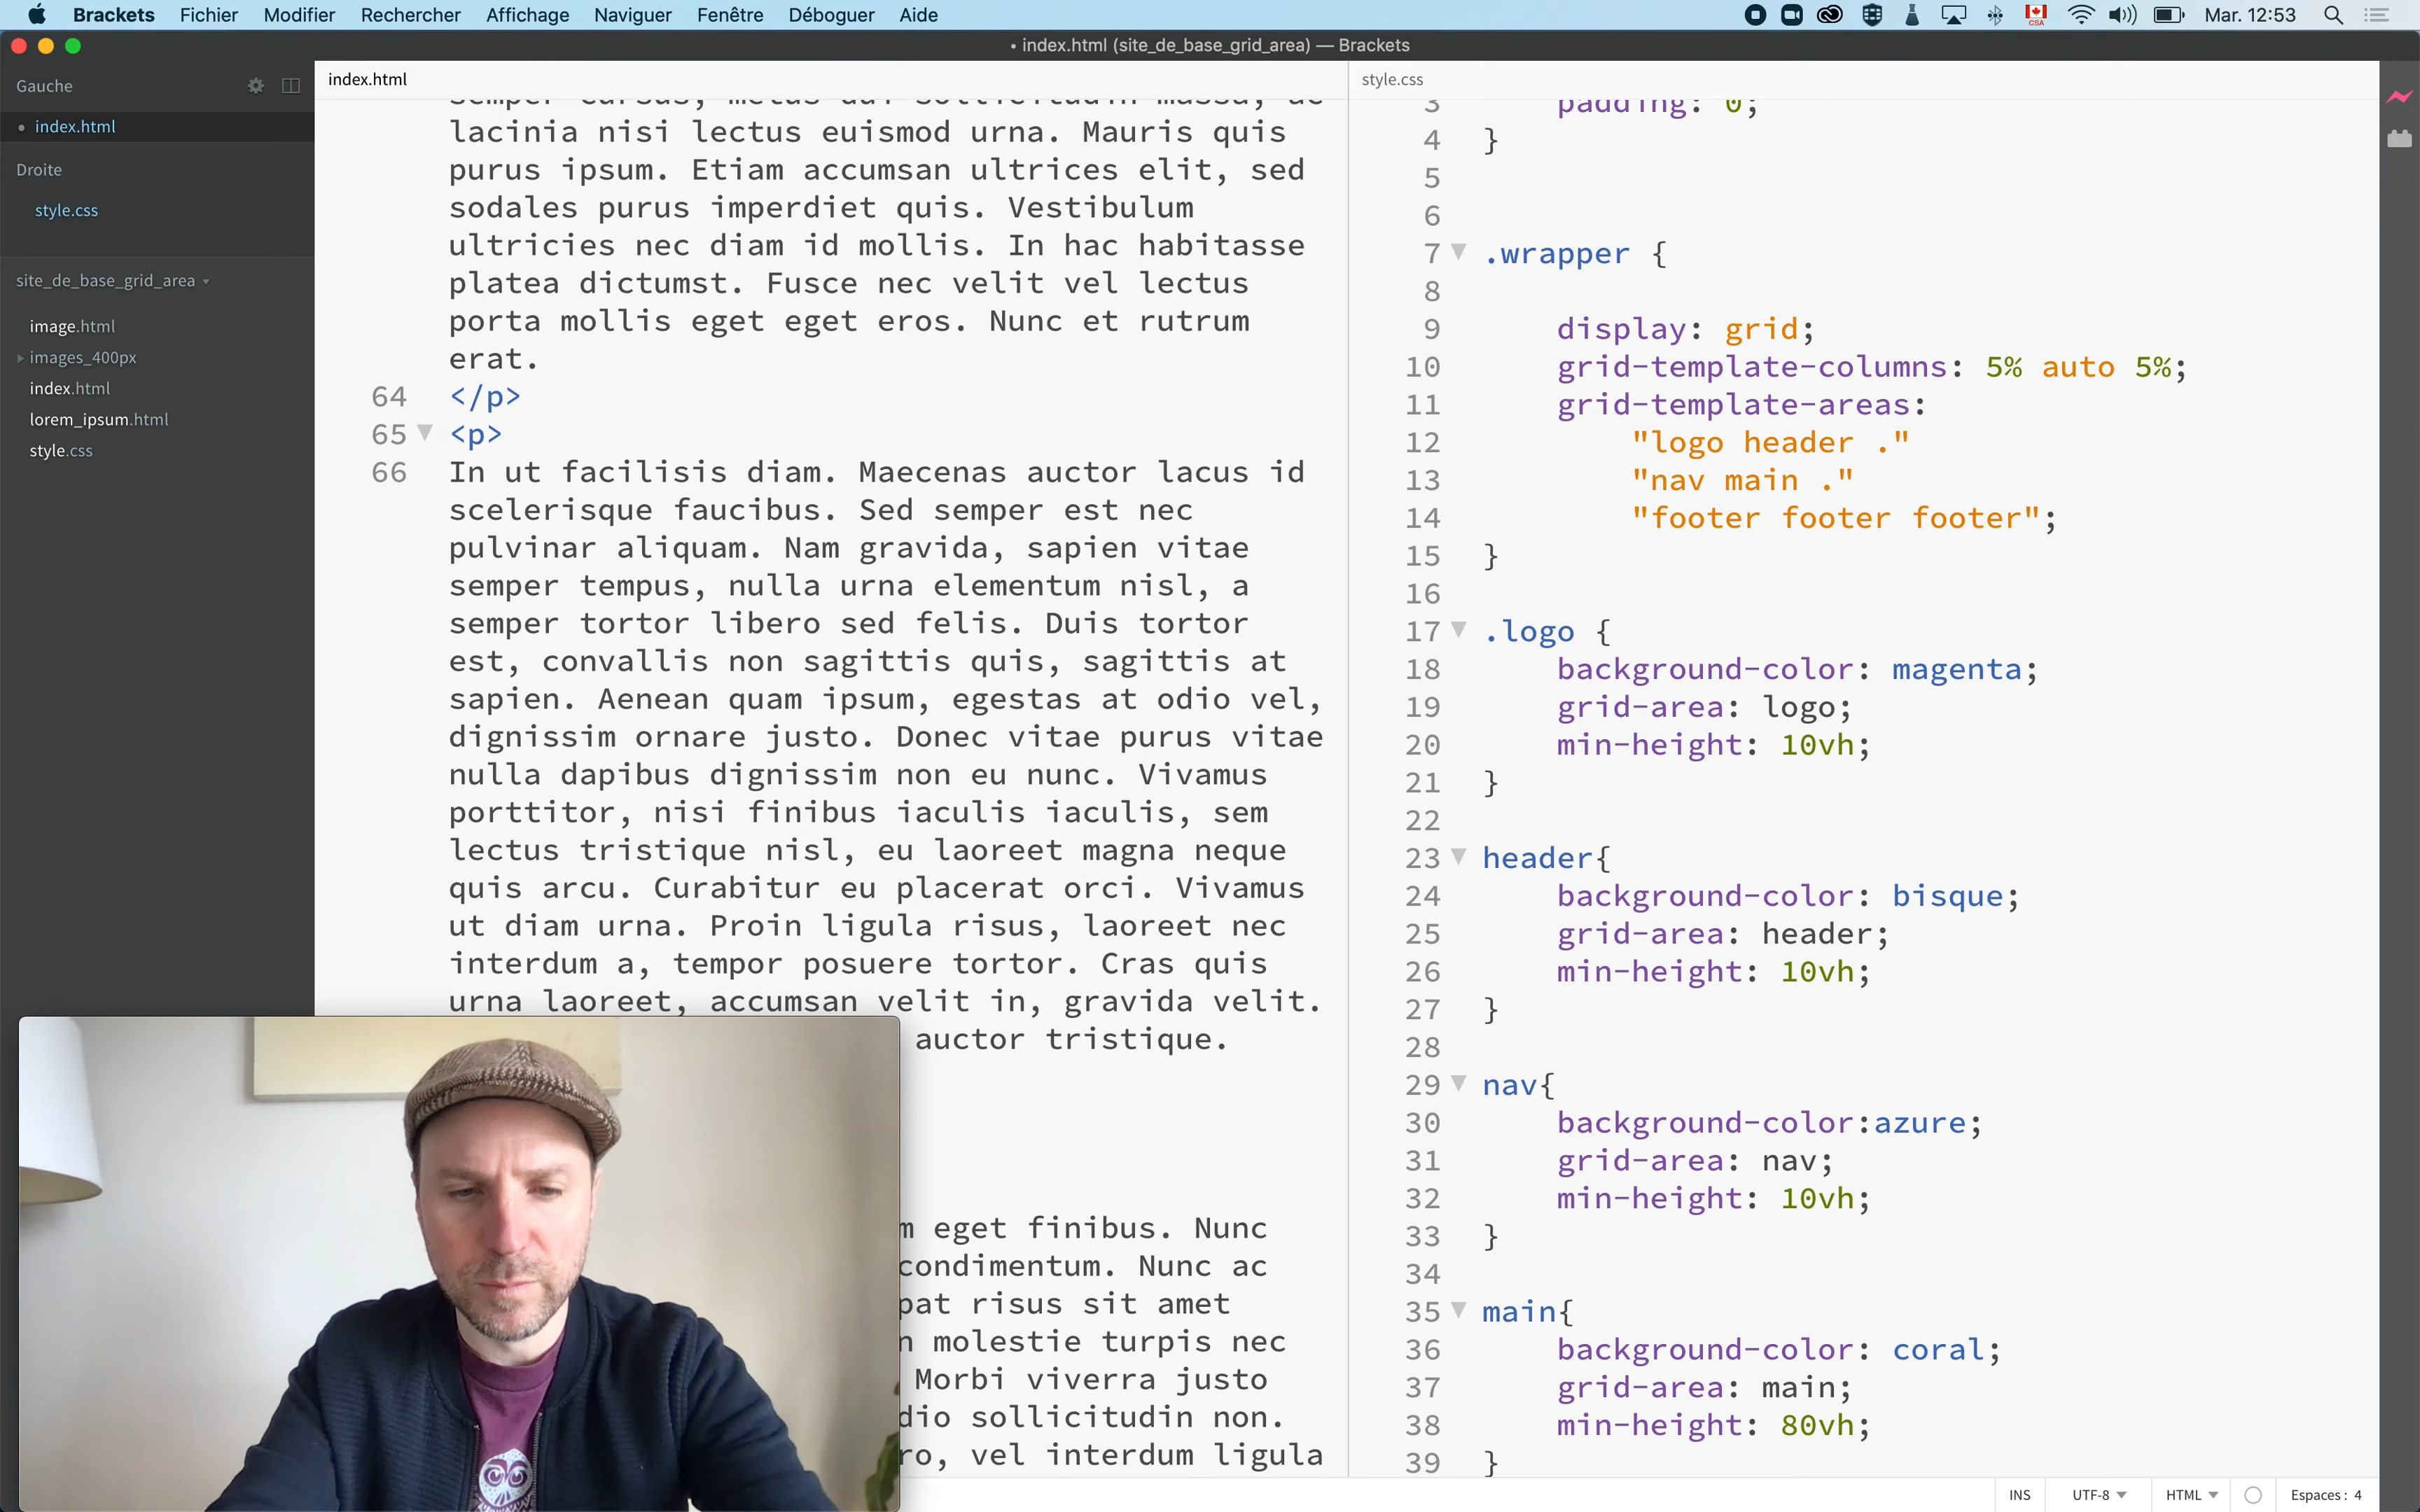 Brackets Fichier Modifier Rechercher Affichage Naviguer Fenêtre Déboguer Aide CSA Mar. 12:53
• index.html (site_de_base_grid_area) — Brackets
Gauche
index.html
Droite
style.css
site_de_base_grid_area
image.html
images_400px
index.html
lorem_ipsum.html
style.css
index.html
semper cursus, metus dui sollicitudin massa, ac
lacinia nisi lectus euismod urna. Mauris quis
purus ipsum. Etiam accumsan ultrices elit, sed
sodales purus imperdiet quis. Vestibulum
ultricies nec diam id mollis. In hac habitasse
platea dictumst. Fusce nec velit vel lectus
porta mollis eget eget eros. Nunc et rutrum
erat.
64 </p>
65 <p>
66 In ut facilisis diam. Maecenas auctor lacus id
scelerisque faucibus. Sed semper est nec
pulvinar aliquam. Nam gravida, sapien vitae
semper tempus, nulla urna elementum nisl, a
semper tortor libero sed felis. Duis tortor
est, convallis non sagittis quis, sagittis at
sapien. Aenean quam ipsum, egestas at odio vel,
dignissim ornare justo. Donec vitae purus vitae
nulla dapibus dignissim non eu nunc. Vivamus
porttitor, nisi finibus iaculis iaculis, sem
lectus tristique nisl, eu laoreet magna neque
quis arcu. Curabitur eu placerat orci. Vivamus
ut diam urna. Proin ligula risus, laoreet nec
interdum a, tempor posuere tortor. Cras quis
urna laoreet, accumsan velit in, gravida velit.
auctor tristique.
m eget finibus. Nunc
condimentum. Nunc ac
pat risus sit amet
n molestie turpis nec
Morbi viverra justo
dio sollicitudin non.
ro, vel interdum ligula
style.css
3 padding: 0;
4 }
5
6
7 .wrapper {
8
9 display: grid;
10 grid-template-columns: 5% auto 5%;
11 grid-template-areas:
12 "logo header ."
13 "nav main ."
14 "footer footer footer";
15 }
16
17 .logo {
18 background-color: magenta;
19 grid-area: logo;
20 min-height: 10vh;
21 }
22
23 header{
24 background-color: bisque;
25 grid-area: header;
26 min-height: 10vh;
27 }
28
29 nav{
30 background-color:azure;
31 grid-area: nav;
32 min-height: 10vh;
33 }
34
35 main{
36 background-color: coral;
37 grid-area: main;
38 min-height: 80vh;
39 }
INS UTF-8 HTML Espaces : 4